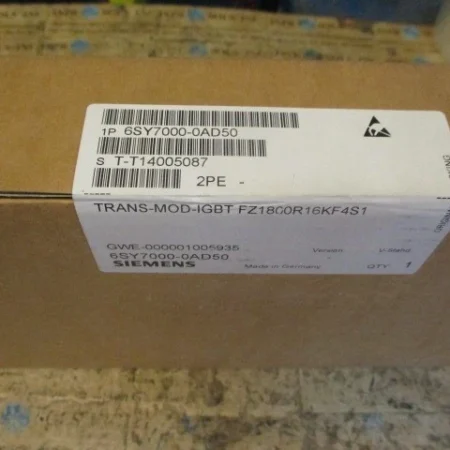 1P 6SY7000-0AD50
S T-T14005087
2PE -
TRANS-MOD-IGBT FZ1800R16KF4S1
GWE-000001005935 Version
6SY7000-0AD50
SIEMENS Made in Germany QTY 1